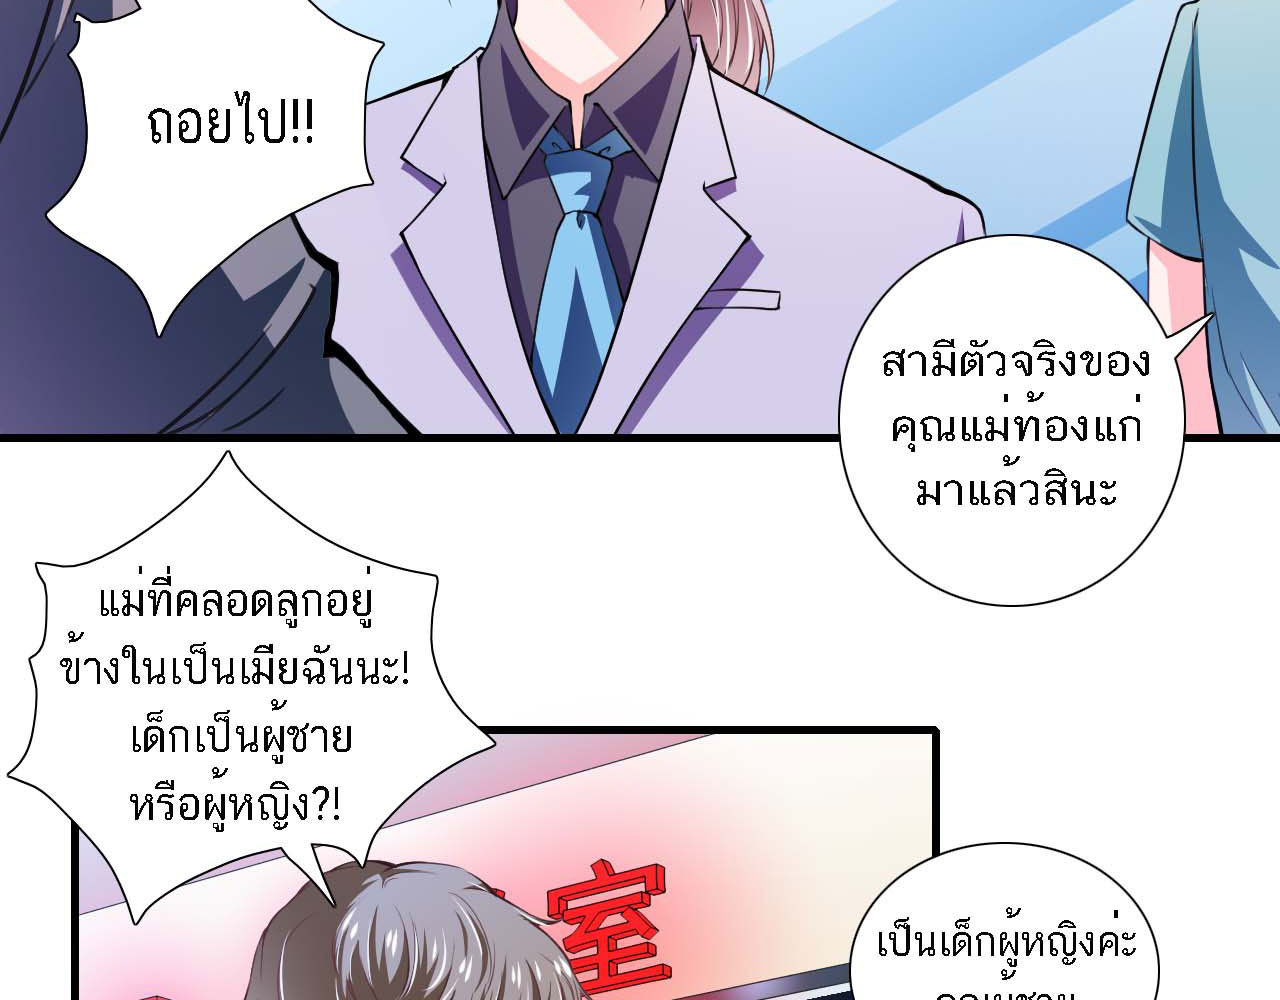 ถอยไป!!
สามีตัวจริงของ
คุณแม่ท้องแก่
มาแล้วสินะ
แม่ที่คลอดลูกอยู่
ข้างในเป็นเมียฉันนะ!
เด็กเป็นผู้ชาย
หรือผู้หญิง?!
室
เป็นเด็กผู้หญิงค่ะ